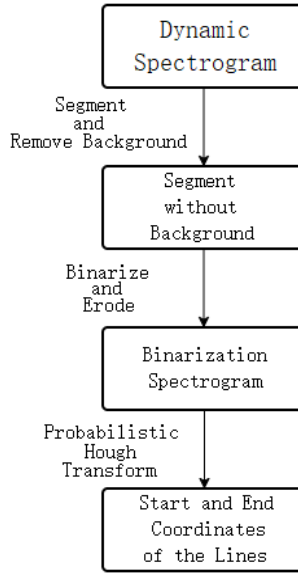 Dynamic
Spectrogram
Segment
and
Remove Background
Segment
without
Background
Binarize
and
Erode
Binarization
Spectrogram
Probabilistic
Hough
Transform
Start and End
Coordinates
of the Lines